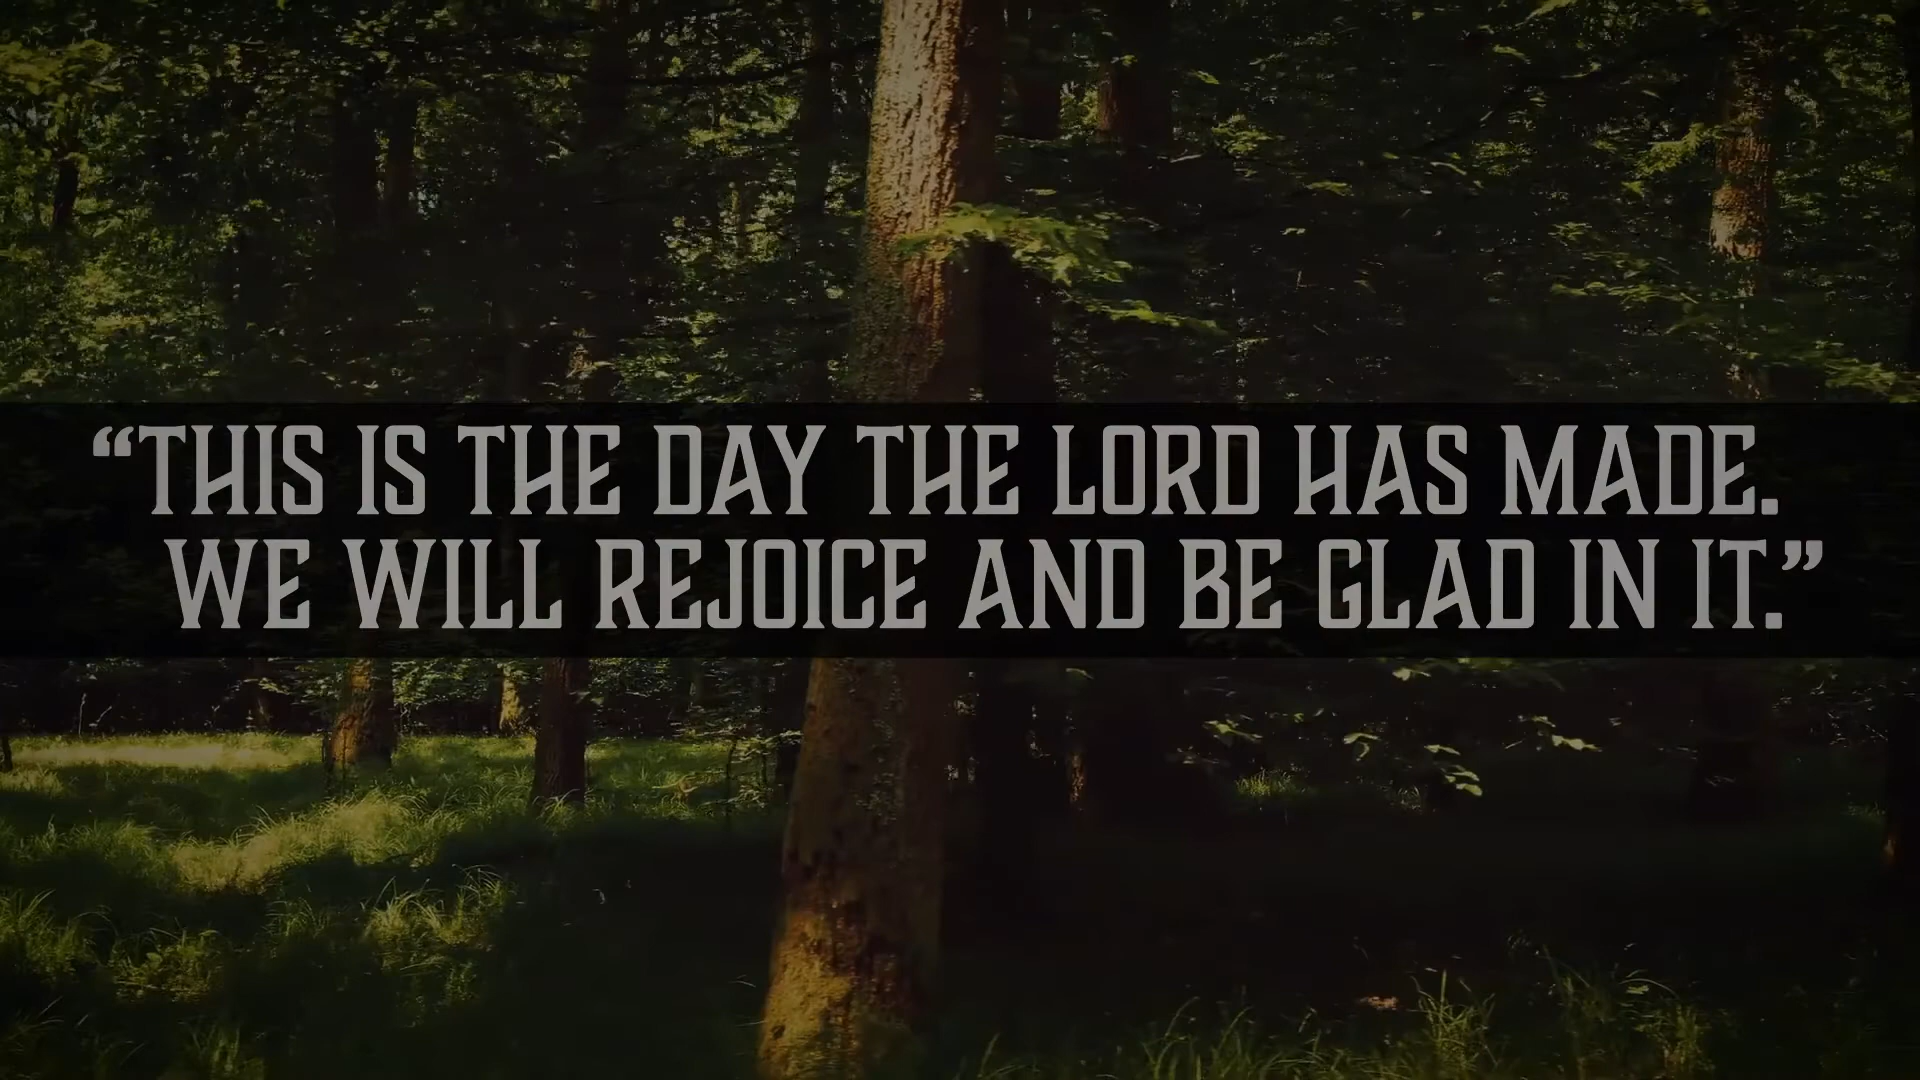 “THIS IS THE DAY THE LORD HAS MADE.
WE WILL REJOICE AND BE GLAD IN IT.”